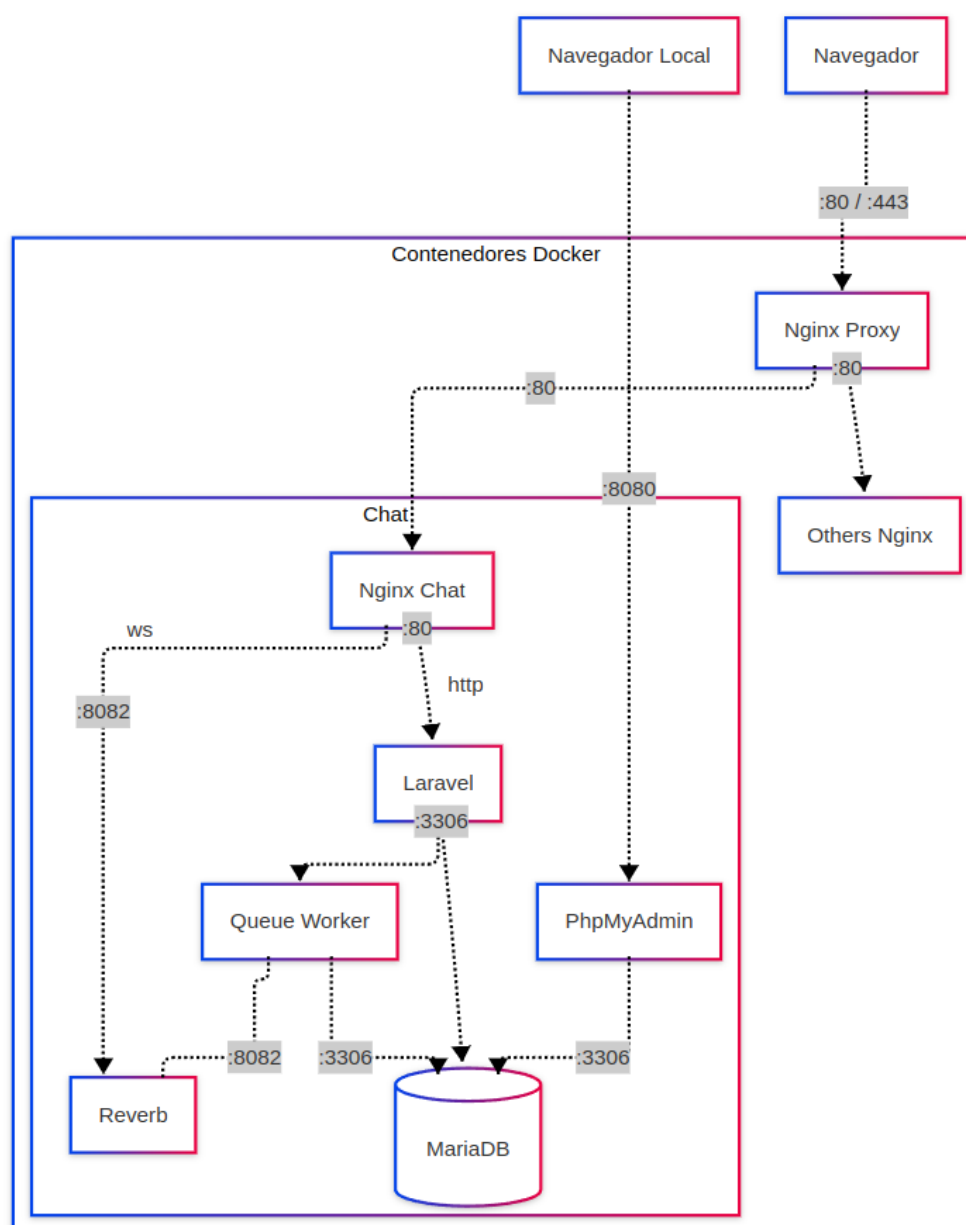 Navegador Local
Navegador
:80 / :443
Contenedores Docker
Nginx Proxy
:80
:80
:8080
Others Nginx
Chat
Nginx Chat
:80
ws
http
:8082
Laravel
:3306
Queue Worker
PhpMyAdmin
:8082
:3306
:3306
Reverb
MariaDB